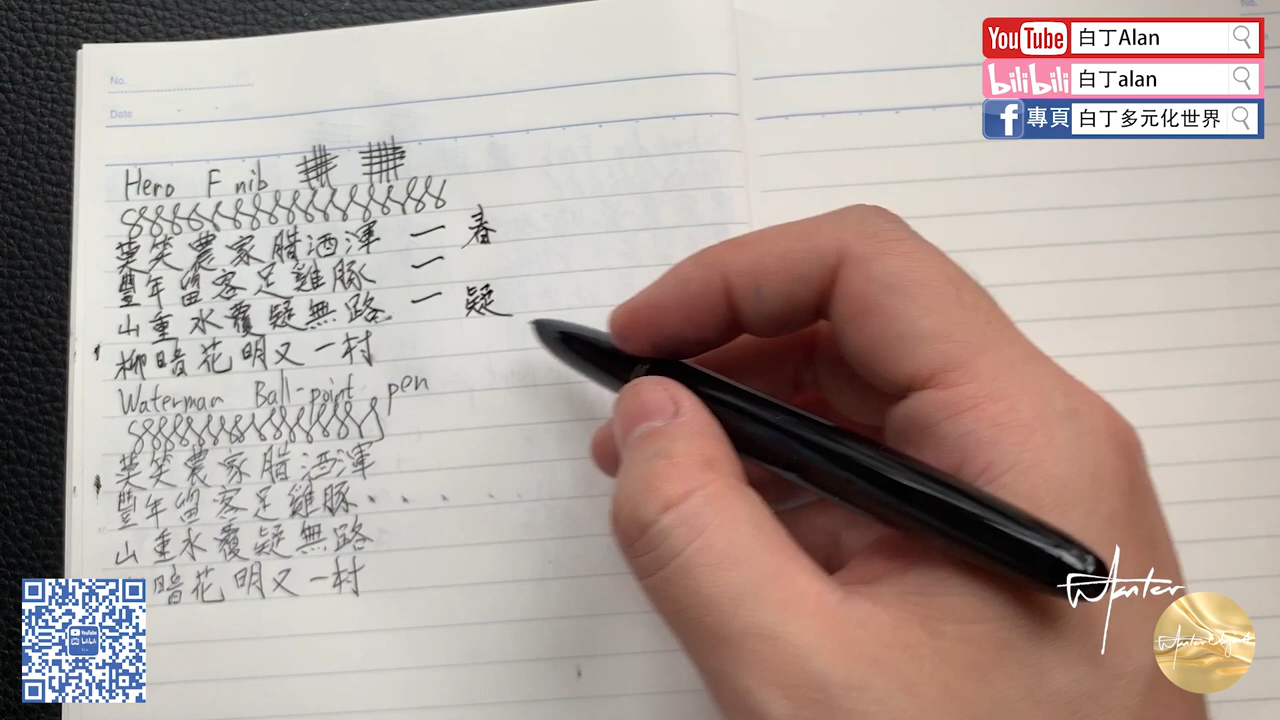 No.
Date
Hero F nib
莫笑農家腊酒渾 一 春
豐年留客足雞豚 一
山重水覆疑無路 一 疑
柳暗花明又一村
Waterman Ball-point pen
莫笑農家腊酒渾
豐年留客足雞豚
山重水覆疑無路
暗花明又一村
YouTube 白丁Alan
bilibili 白丁alan
f 專頁 白丁多元化世界